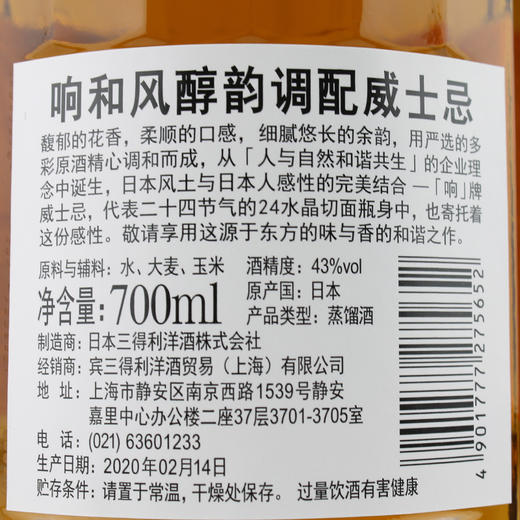 响和风醇韵调配威士忌
馥郁的花香，柔顺的口感，细腻悠长的余韵，用严选的多
彩原酒精心调和而成，从「人与自然和谐共生」的企业理
念中诞生，日本风土与日本人感性的完美结合 —「响」牌
威士忌，代表二十四节气的24水晶切面瓶身中，也寄托着
这份感性。敬请享用这源于东方的味与香的和谐之作。
原料与辅料：水、大麦、玉米 酒精度：43%vol
净含量：700ml 原产国：日本
产品类型：蒸馏酒
制造商：日本三得利洋酒株式会社
经销商：宾三得利洋酒贸易（上海）有限公司
地 址：上海市静安区南京西路1539号静安
嘉里中心办公楼二座37层3701-3705室
电 话：(021) 63601233
生产日期：2020年02月14日
贮存条件：请置于常温，干燥处保存。 过量饮酒有害健康
4 901777 275652